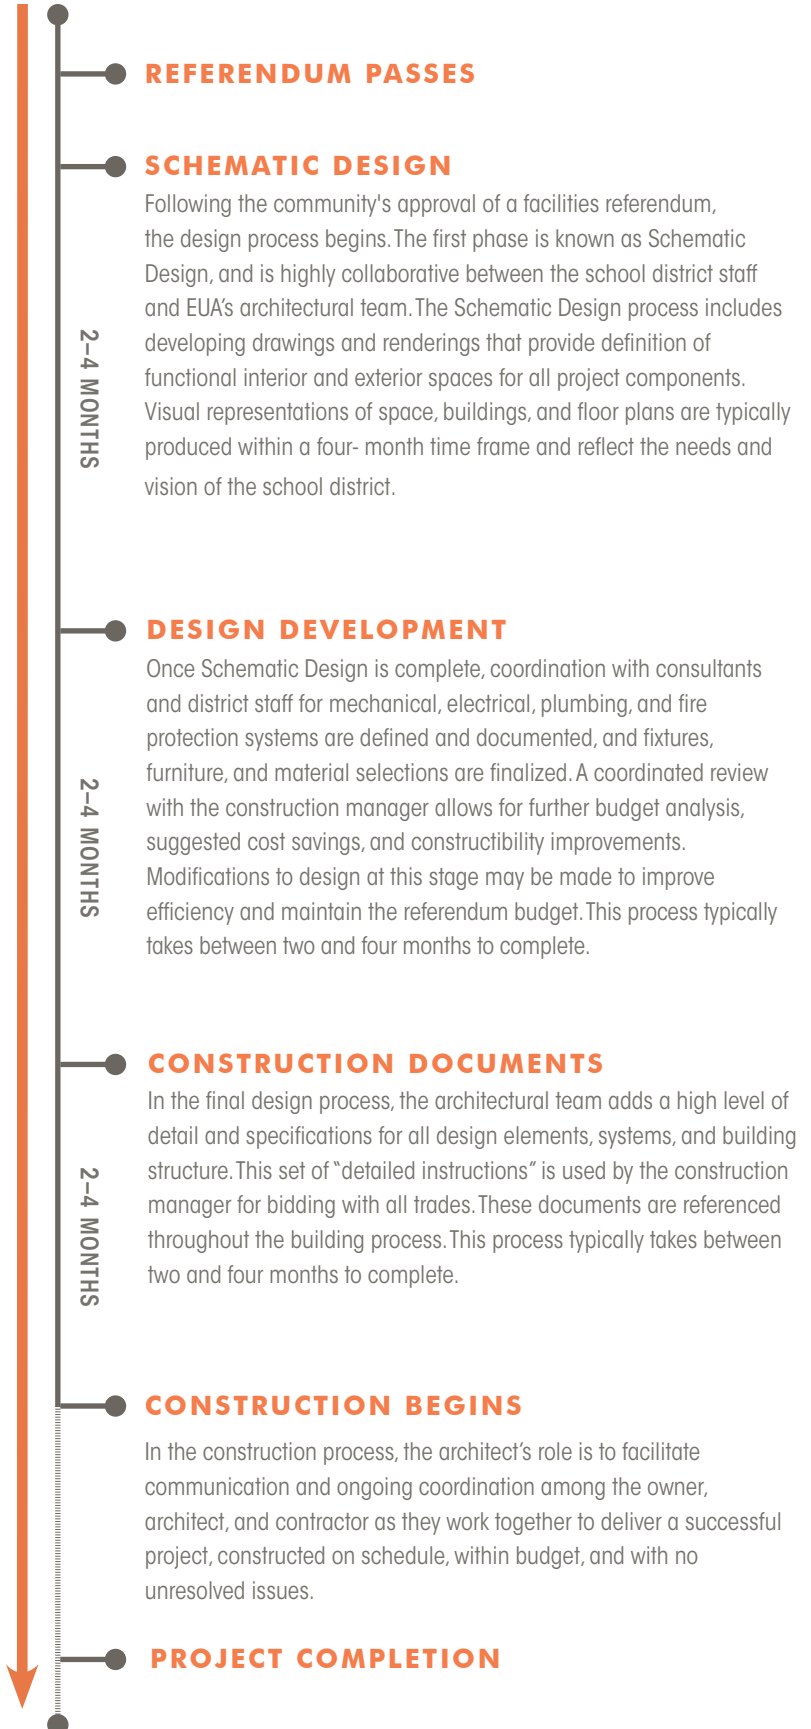 REFERENDUM PASSES
SCHEMATIC DESIGN
Following the community's approval of a facilities referendum,
the design process begins. The first phase is known as Schematic
Design, and is highly collaborative between the school district staff
and EUA’s architectural team. The Schematic Design process includes
developing drawings and renderings that provide definition of
functional interior and exterior spaces for all project components.
Visual representations of space, buildings, and floor plans are typically
produced within a four- month time frame and reflect the needs and
vision of the school district.
2–4 MONTHS
DESIGN DEVELOPMENT
Once Schematic Design is complete, coordination with consultants
and district staff for mechanical, electrical, plumbing, and fire
protection systems are defined and documented, and fixtures,
furniture, and material selections are finalized. A coordinated review
with the construction manager allows for further budget analysis,
suggested cost savings, and constructibility improvements.
Modifications to design at this stage may be made to improve
efficiency and maintain the referendum budget. This process typically
takes between two and four months to complete.
2–4 MONTHS
CONSTRUCTION DOCUMENTS
In the final design process, the architectural team adds a high level of
detail and specifications for all design elements, systems, and building
structure. This set of “detailed instructions” is used by the construction
manager for bidding with all trades. These documents are referenced
throughout the building process. This process typically takes between
two and four months to complete.
2–4 MONTHS
CONSTRUCTION BEGINS
In the construction process, the architect’s role is to facilitate
communication and ongoing coordination among the owner,
architect, and contractor as they work together to deliver a successful
project, constructed on schedule, within budget, and with no
unresolved issues.
PROJECT COMPLETION